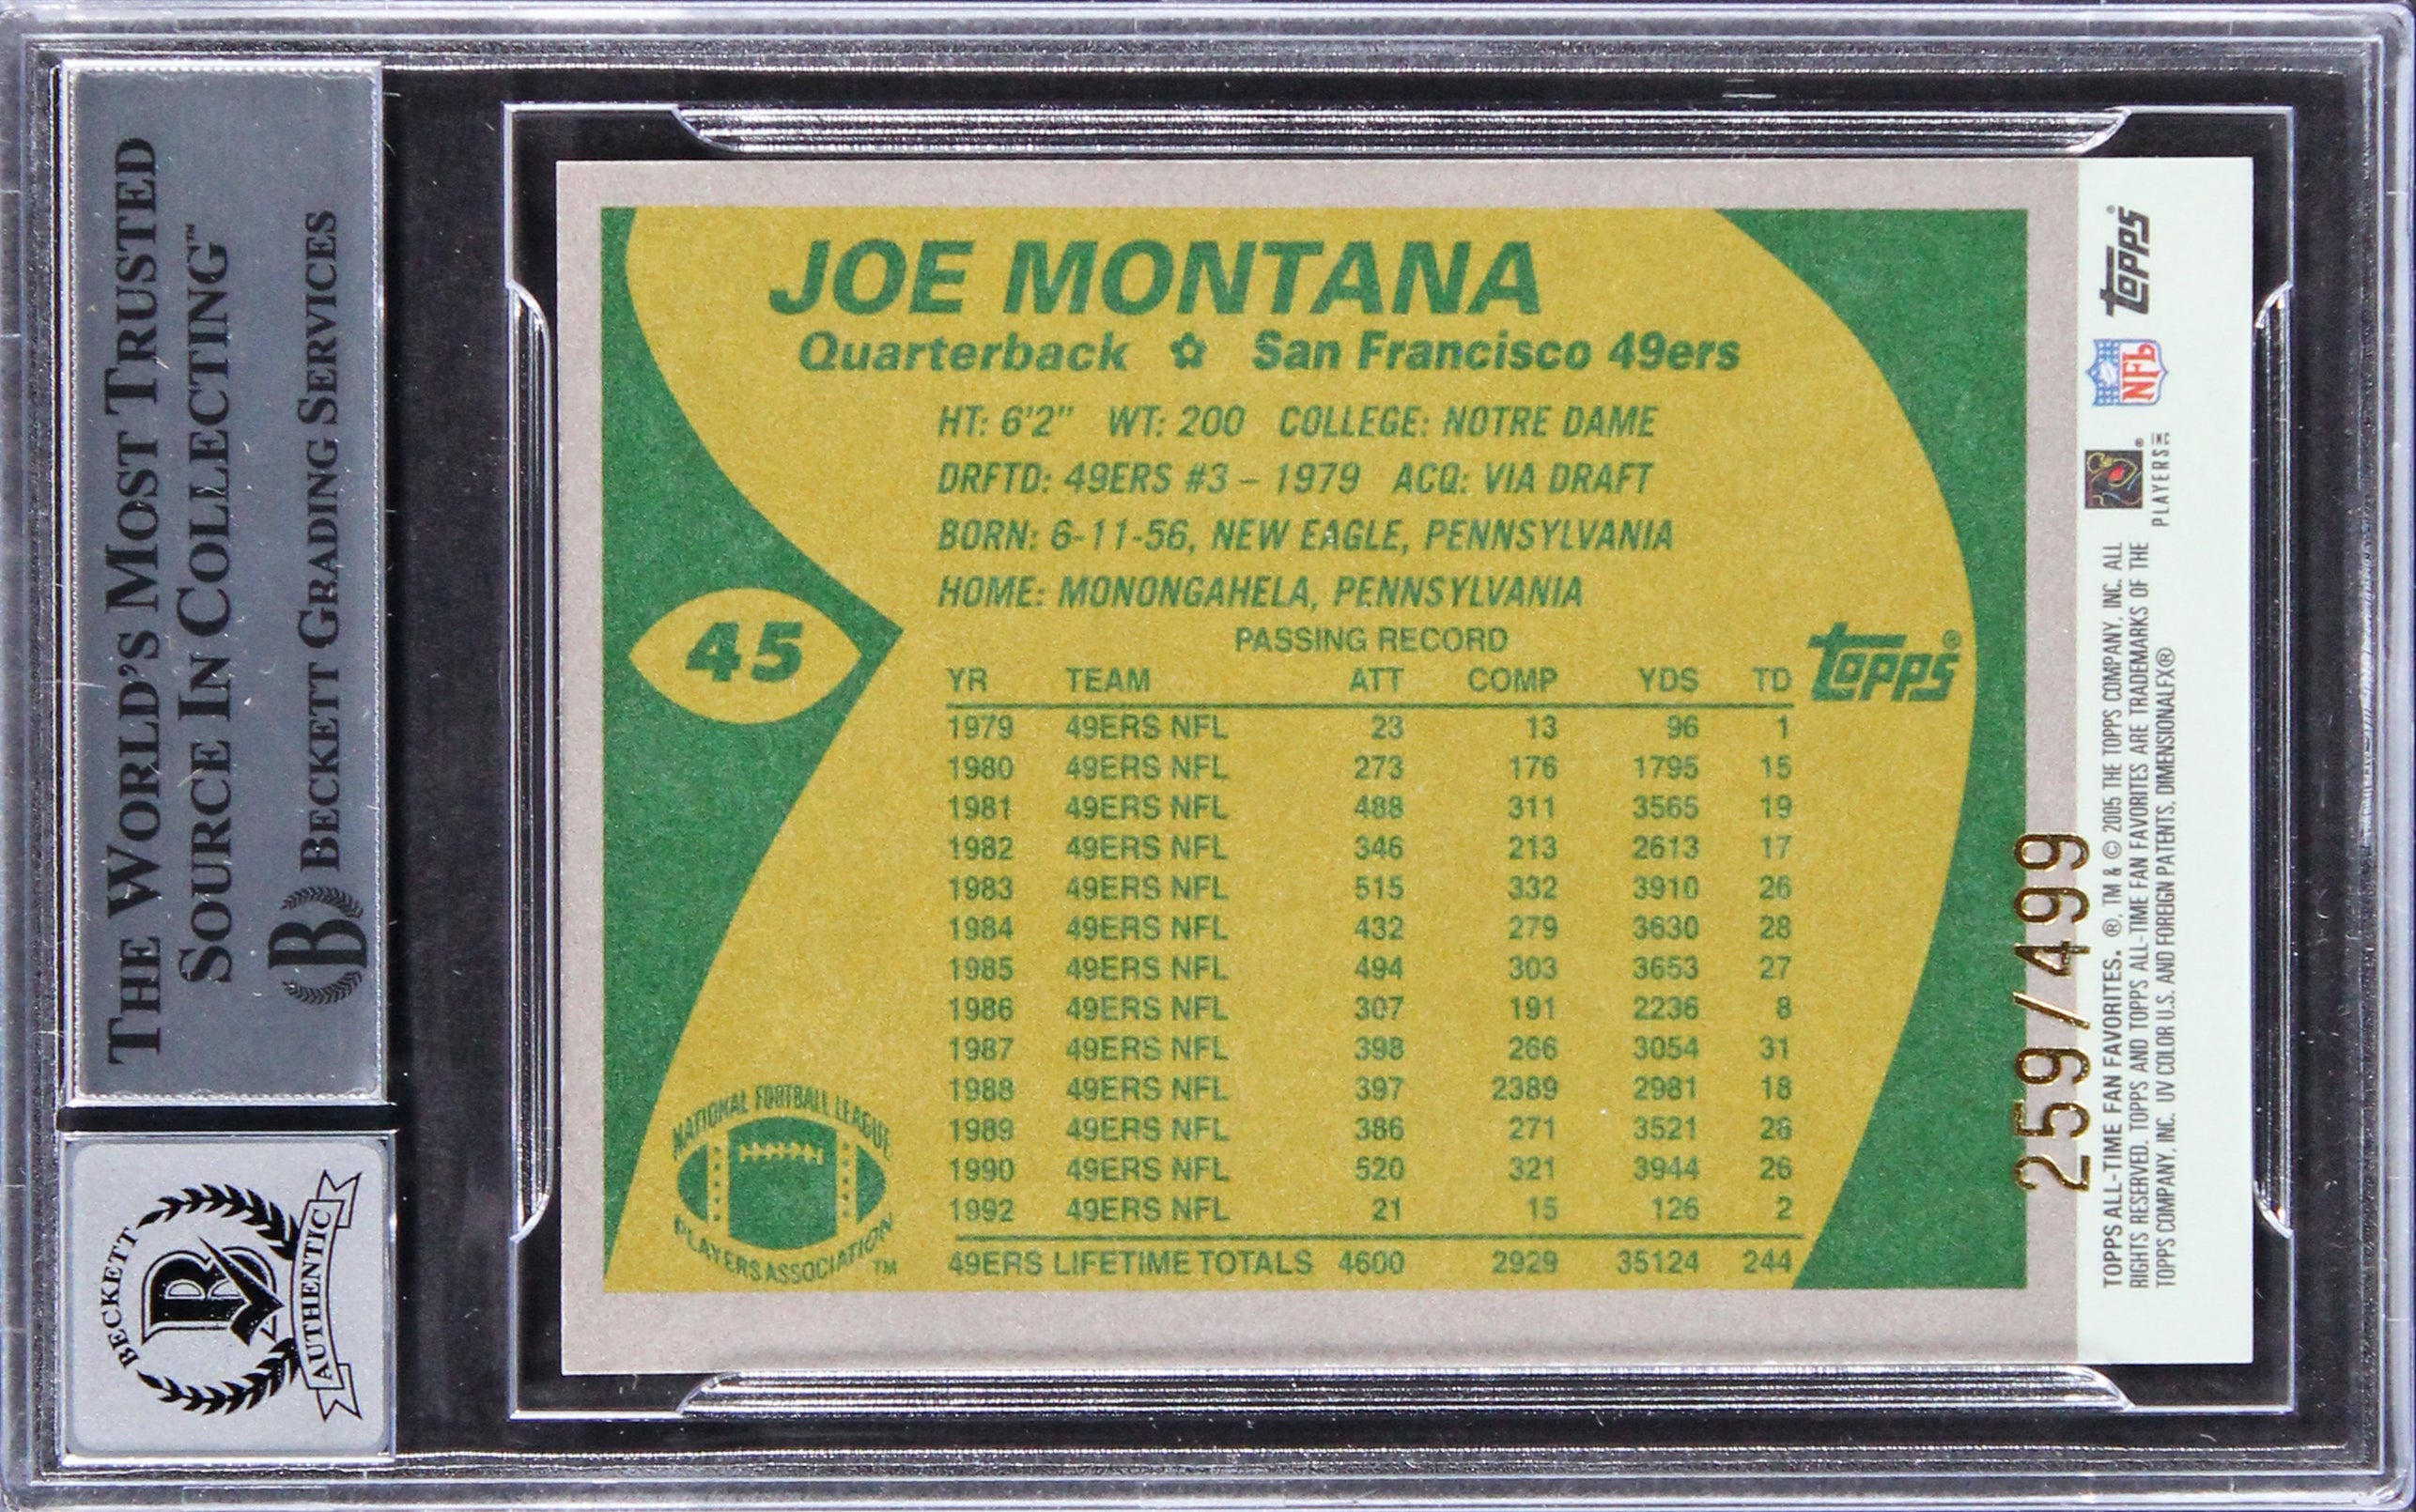 THE WORLD'S MOST TRUSTED
SOURCE IN COLLECTING™
B BECKETT GRADING SERVICES
BECKETT
B
AUTHENTIC
JOE MONTANA
Quarterback San Francisco 49ers
HT: 6'2" WT: 200 COLLEGE: NOTRE DAME
DRFTD: 49ERS #3 – 1979 ACQ: VIA DRAFT
BORN: 6-11-56, NEW EAGLE, PENNSYLVANIA
HOME: MONONGAHELA, PENNSYLVANIA
45
PASSING RECORD
topps®
YR TEAM ATT COMP YDS TD
1979 49ERS NFL 23 13 96 1
1980 49ERS NFL 273 176 1795 15
1981 49ERS NFL 488 311 3565 19
1982 49ERS NFL 346 213 2613 17
1983 49ERS NFL 515 332 3910 26
1984 49ERS NFL 432 279 3630 28
1985 49ERS NFL 494 303 3653 27
1986 49ERS NFL 307 191 2236 8
1987 49ERS NFL 398 266 3054 31
1988 49ERS NFL 397 2389 2981 18
1989 49ERS NFL 386 271 3521 26
1990 49ERS NFL 520 321 3944 26
1992 49ERS NFL 21 15 126 2
49ERS LIFETIME TOTALS 4600 2929 35124 244
NATIONAL FOOTBALL LEAGUE
PLAYERS ASSOCIATION
™
259/499
topps®
NFL
PLAYERS INC
TOPPS ALL-TIME FAN FAVORITES. ®, TM & © 2005 THE TOPPS COMPANY, INC. ALL
RIGHTS RESERVED. TOPPS AND TOPPS ALL-TIME FAN FAVORITES ARE TRADEMARKS OF THE
TOPPS COMPANY, INC. UV COLOR U.S. AND FOREIGN PATENTS, DIMENSIONALFX®